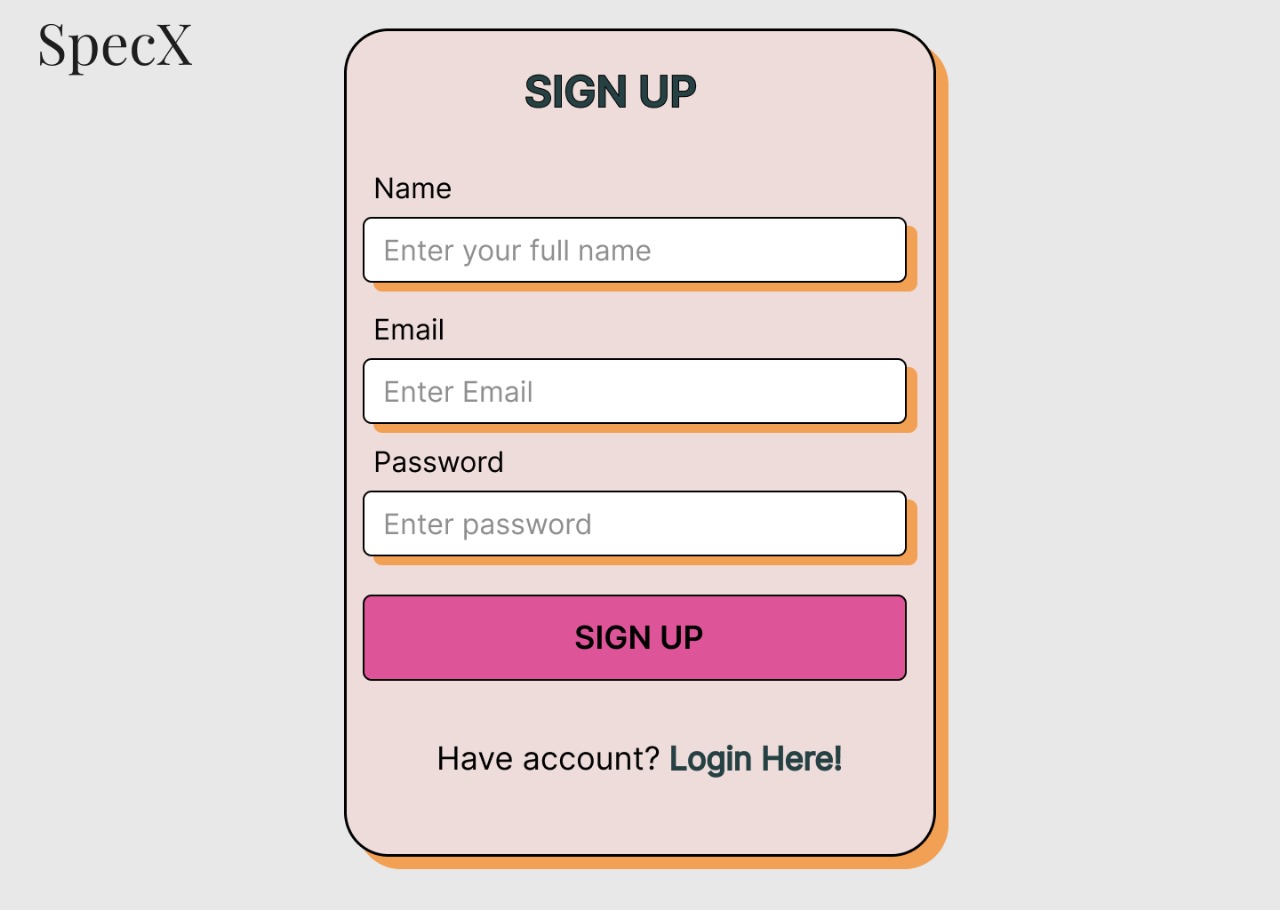 SpecX
SIGN UP
Name
Enter your full name
Email
Enter Email
Password
Enter password
SIGN UP
Have account? Login Here!